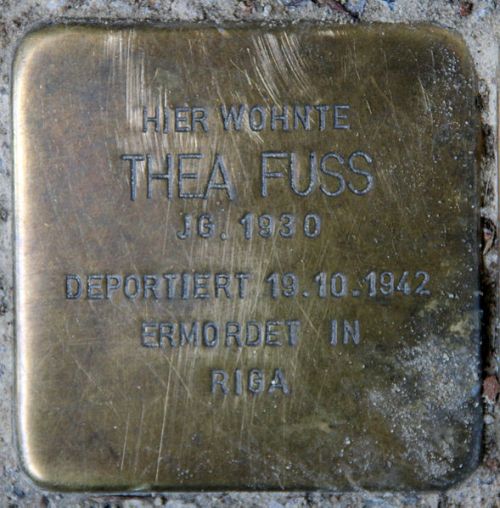 HIER WOHNTE
THEA FUSS
JG. 1930
DEPORTIERT 19.10.1942
ERMORDET IN
RIGA